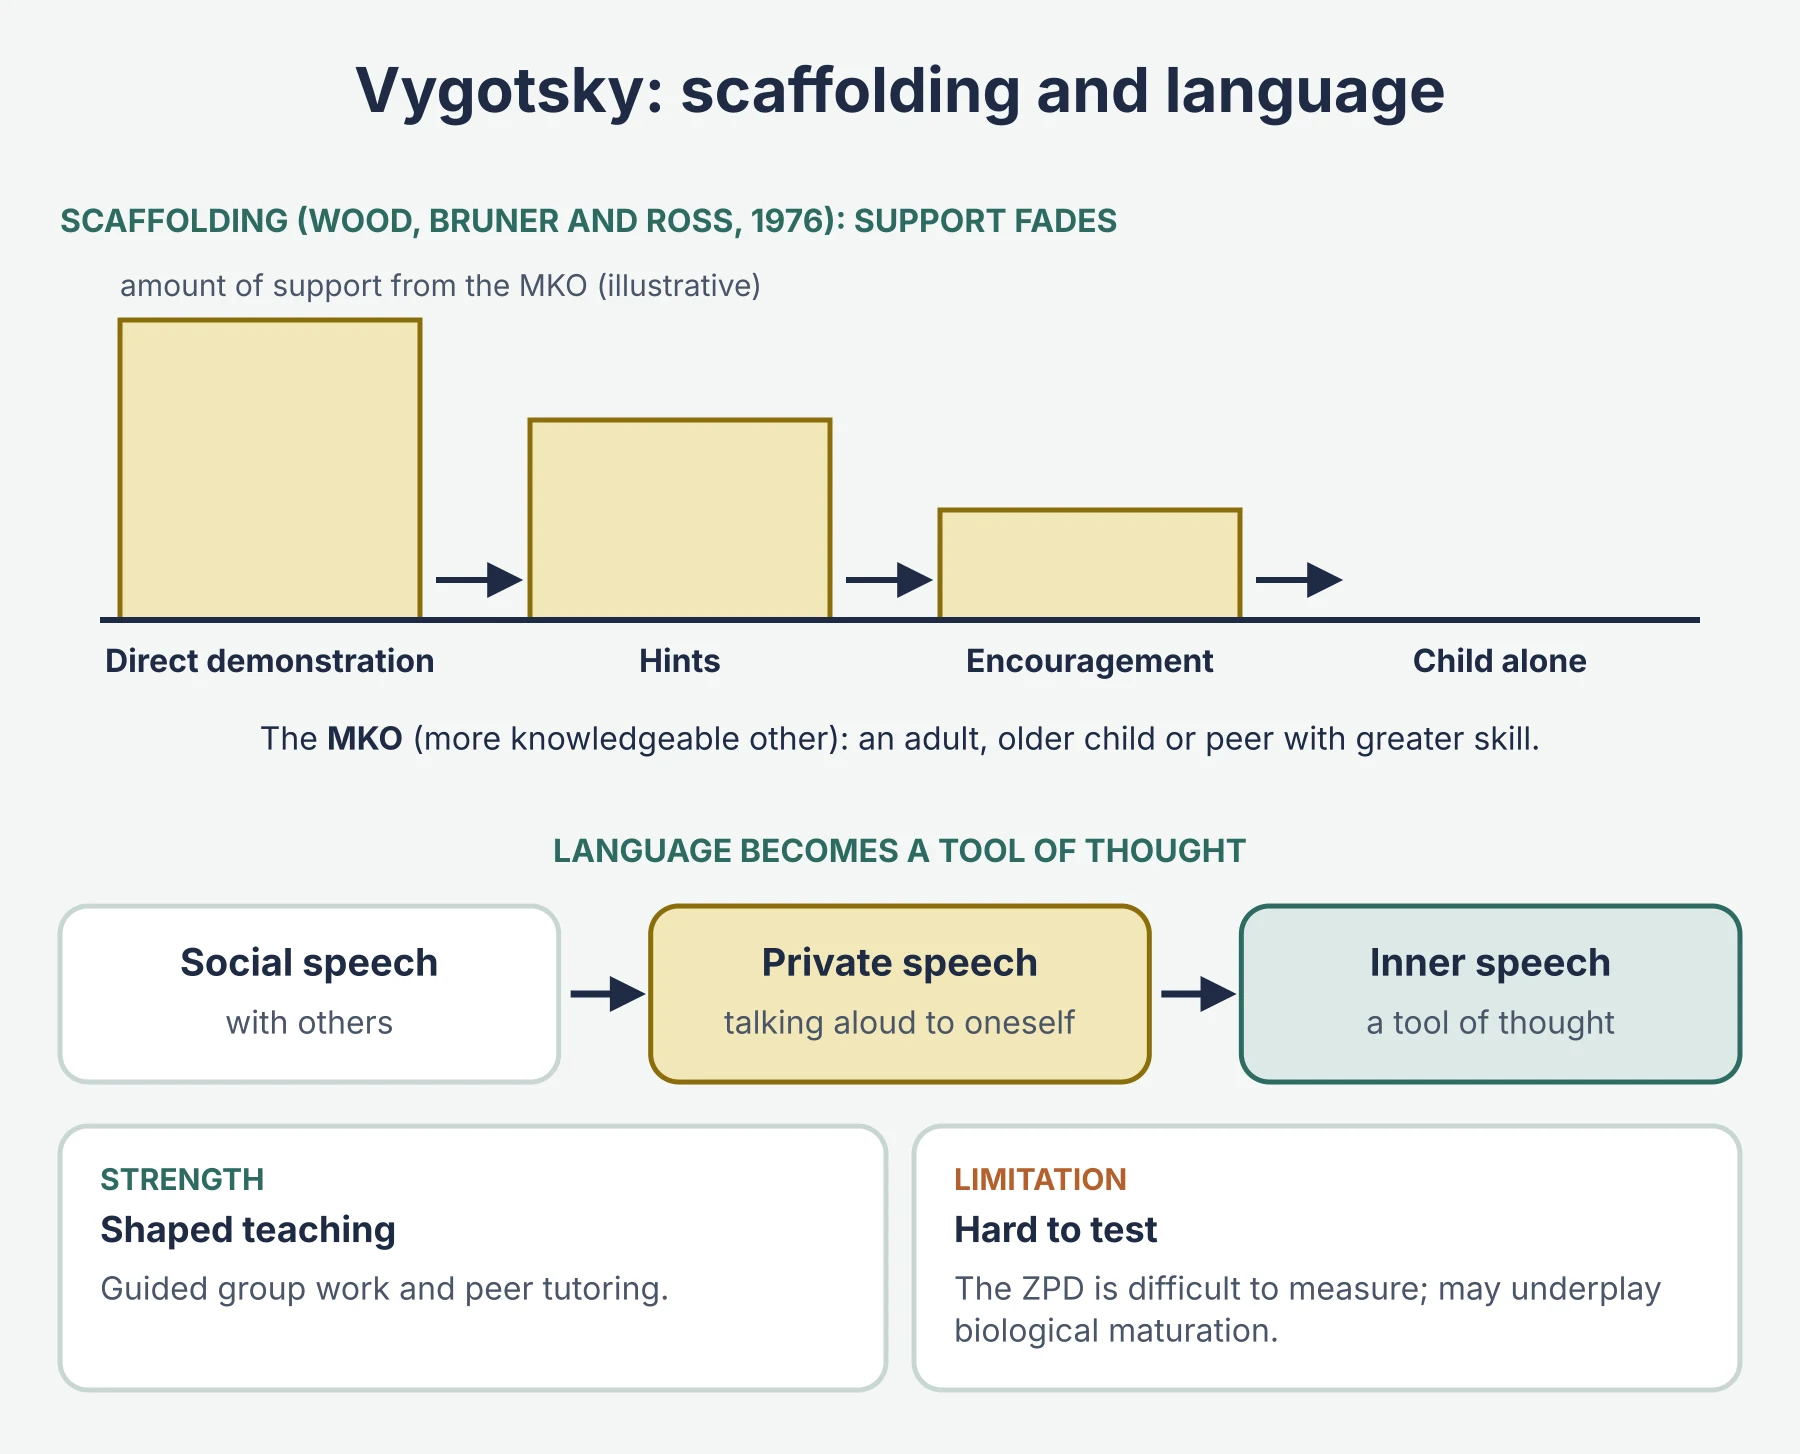 Vygotsky: scaffolding and language
SCAFFOLDING (WOOD, BRUNER AND ROSS, 1976): SUPPORT FADES
amount of support from the MKO (illustrative)
Direct demonstration
Hints
Encouragement
Child alone
The MKO (more knowledgeable other): an adult, older child or peer with greater skill.
LANGUAGE BECOMES A TOOL OF THOUGHT
Social speech
with others
Private speech
talking aloud to oneself
Inner speech
a tool of thought
STRENGTH
Shaped teaching
Guided group work and peer tutoring.
LIMITATION
Hard to test
The ZPD is difficult to measure; may underplay
biological maturation.